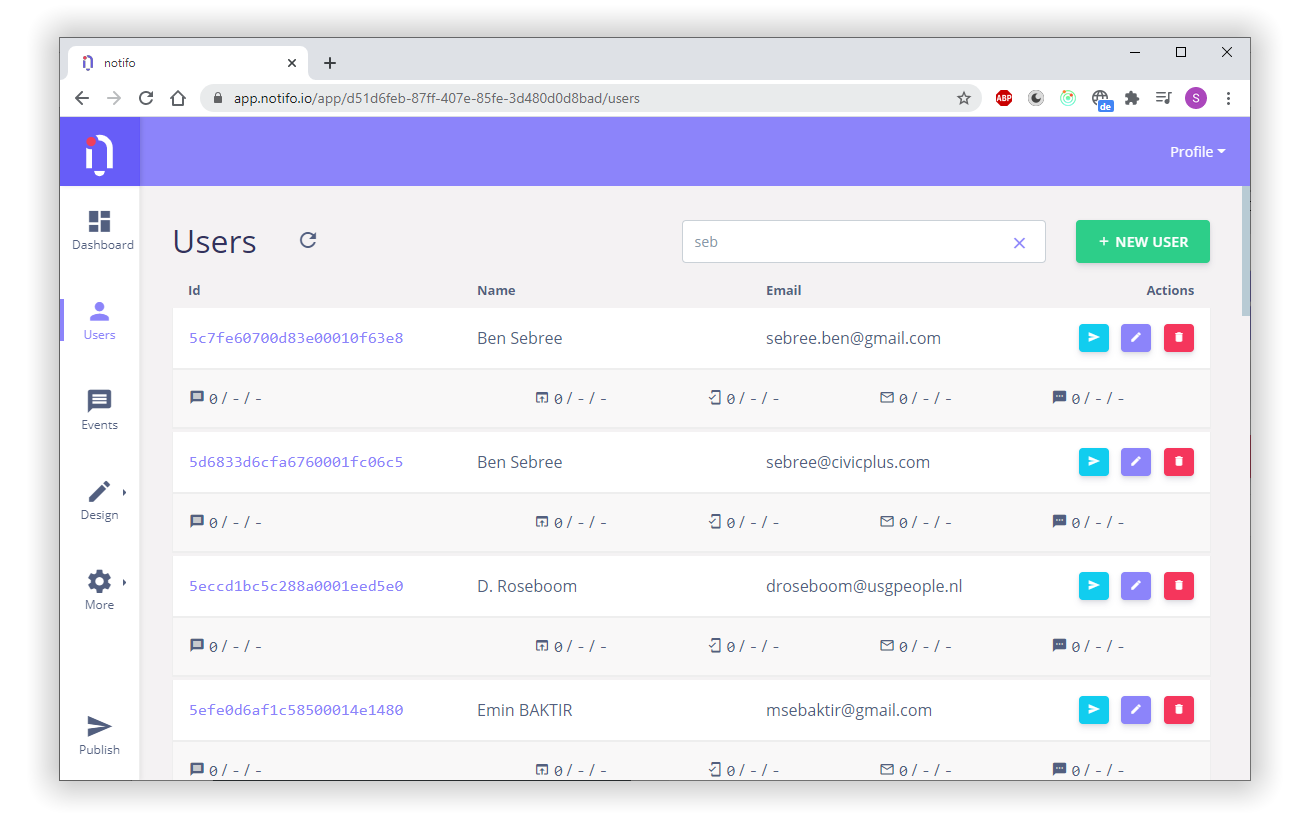 notifo
app.notifo.io/app/d51d6feb-87ff-407e-85fe-3d480d0d8bad/users
ABP
de
S
Profile
Dashboard
Users
Events
Design
More
Publish
Users
seb
+ NEW USER
Id Name Email Actions
5c7fe60700d83e00010f63e8 Ben Sebree sebree.ben@gmail.com
0 / - / - 0 / - / - 0 / - / - 0 / - / - 0 / - / -
5d6833d6cfa6760001fc06c5 Ben Sebree sebree@civicplus.com
0 / - / - 0 / - / - 0 / - / - 0 / - / - 0 / - / -
5eccd1bc5c288a0001eed5e0 D. Roseboom droseboom@usgpeople.nl
0 / - / - 0 / - / - 0 / - / - 0 / - / - 0 / - / -
5efe0d6af1c58500014e1480 Emin BAKTIR msebaktir@gmail.com
0 / - / - 0 / - / - 0 / - / - 0 / - / - 0 / - / -